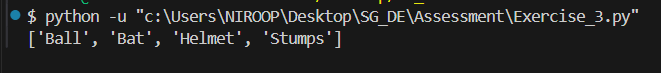 $ python -u "c:\Users\NIROOP\Desktop\SG_DE\Assessment\Exercise_3.py"
['Ball', 'Bat', 'Helmet', 'Stumps']